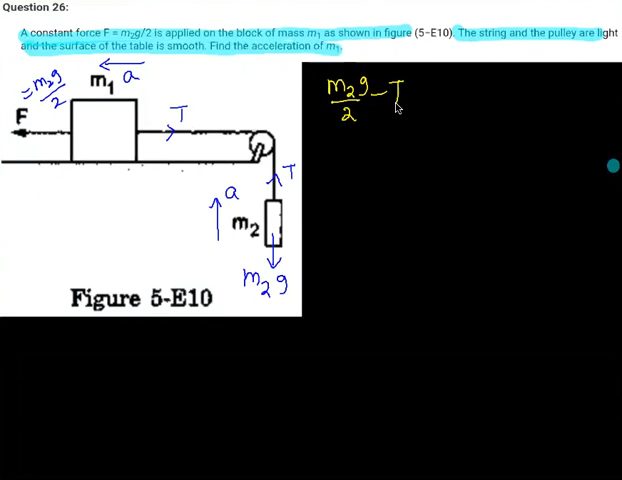 Question 26:
A constant force F = m₂g/2 is applied on the block of mass m₁ as shown in figure (5-E10). The string and the pulley are light
and the surface of the table is smooth. Find the acceleration of m₁.
= m₂g/2
m₁
a
F
T
T
a
m₂
m₂g
Figure 5-E10
m₂g/2 - T